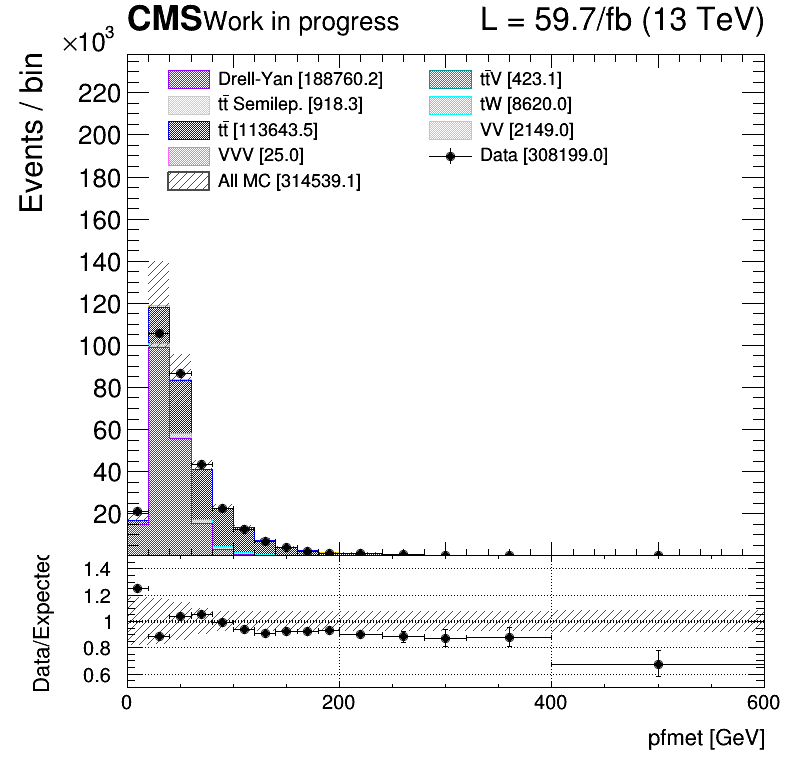 CMS Work in progress L = 59.7/fb (13 TeV)
×10³
Events / bin
Drell-Yan [188760.2] tt̄V [423.1]
tt̄ Semilep. [918.3] tW [8620.0]
tt̄ [113643.5] VV [2149.0]
VVV [25.0] Data [308199.0]
All MC [314539.1]
220
200
180
160
140
120
100
80
60
40
20
Data/Expected
1.4
1.2
1
0.8
0.6
0 200 400 600
pfmet [GeV]